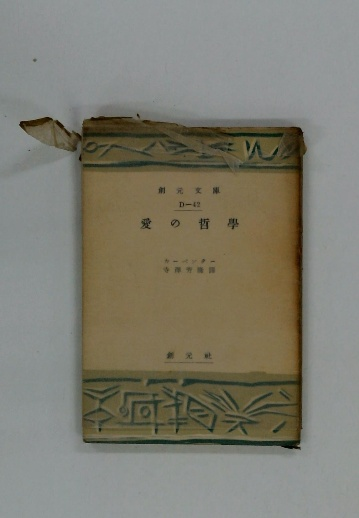 創元文庫
D-42
愛の哲學
カーペンター
創元社